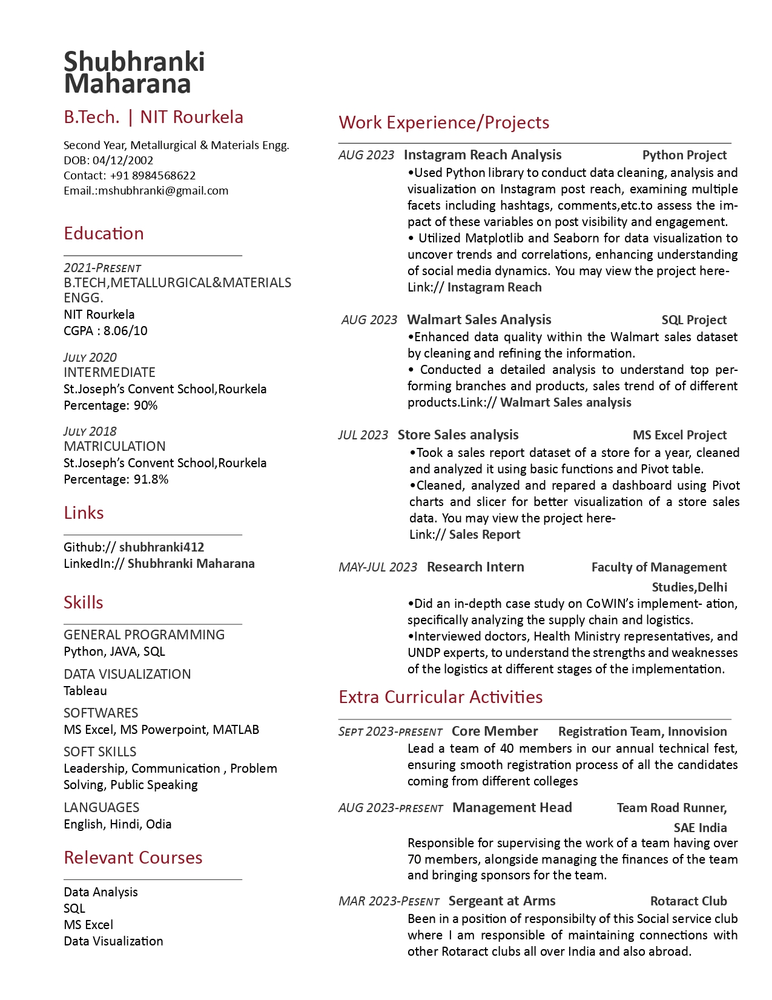 Shubhranki
Maharana
B.Tech. | NIT Rourkela
Second Year, Metallurgical & Materials Engg.
DOB: 04/12/2002
Contact: +91 8984568622
Email.:mshubhranki@gmail.com
Education
2021-Present
B.TECH,METALLURGICAL&MATERIALS
ENGG.
NIT Rourkela
CGPA : 8.06/10
July 2020
INTERMEDIATE
St.Joseph’s Convent School,Rourkela
Percentage: 90%
July 2018
MATRICULATION
St.Joseph’s Convent School,Rourkela
Percentage: 91.8%
Links
Github:// shubhranki412
LinkedIn:// Shubhranki Maharana
Skills
GENERAL PROGRAMMING
Python, JAVA, SQL
DATA VISUALIZATION
Tableau
SOFTWARES
MS Excel, MS Powerpoint, MATLAB
SOFT SKILLS
Leadership, Communication , Problem
Solving, Public Speaking
LANGUAGES
English, Hindi, Odia
Relevant Courses
Data Analysis
SQL
MS Excel
Data Visualization
Work Experience/Projects
AUG 2023 Instagram Reach Analysis Python Project
•Used Python library to conduct data cleaning, analysis and
visualization on Instagram post reach, examining multiple
facets including hashtags, comments,etc.to assess the im-
pact of these variables on post visibility and engagement.
• Utilized Matplotlib and Seaborn for data visualization to
uncover trends and correlations, enhancing understanding
of social media dynamics. You may view the project here-
Link:// Instagram Reach
AUG 2023 Walmart Sales Analysis SQL Project
•Enhanced data quality within the Walmart sales dataset
by cleaning and refining the information.
• Conducted a detailed analysis to understand top per-
forming branches and products, sales trend of of different
products.Link:// Walmart Sales analysis
JUL 2023 Store Sales analysis MS Excel Project
•Took a sales report dataset of a store for a year, cleaned
and analyzed it using basic functions and Pivot table.
•Cleaned, analyzed and repared a dashboard using Pivot
charts and slicer for better visualization of a store sales
data. You may view the project here-
Link:// Sales Report
MAY-JUL 2023 Research Intern Faculty of Management
Studies,Delhi
•Did an in-depth case study on CoWIN’s implement- ation,
specifically analyzing the supply chain and logistics.
•Interviewed doctors, Health Ministry representatives, and
UNDP experts, to understand the strengths and weaknesses
of the logistics at different stages of the implementation.
Extra Curricular Activities
Sept 2023-present Core Member Registration Team, Innovision
Lead a team of 40 members in our annual technical fest,
ensuring smooth registration process of all the candidates
coming from different colleges
AUG 2023-present Management Head Team Road Runner,
SAE India
Responsible for supervising the work of a team having over
70 members, alongside managing the finances of the team
and bringing sponsors for the team.
MAR 2023-Pesent Sergeant at Arms Rotaract Club
Been in a position of responsibilty of this Social service club
where I am responsible of maintaining connections with
other Rotaract clubs all over India and also abroad.